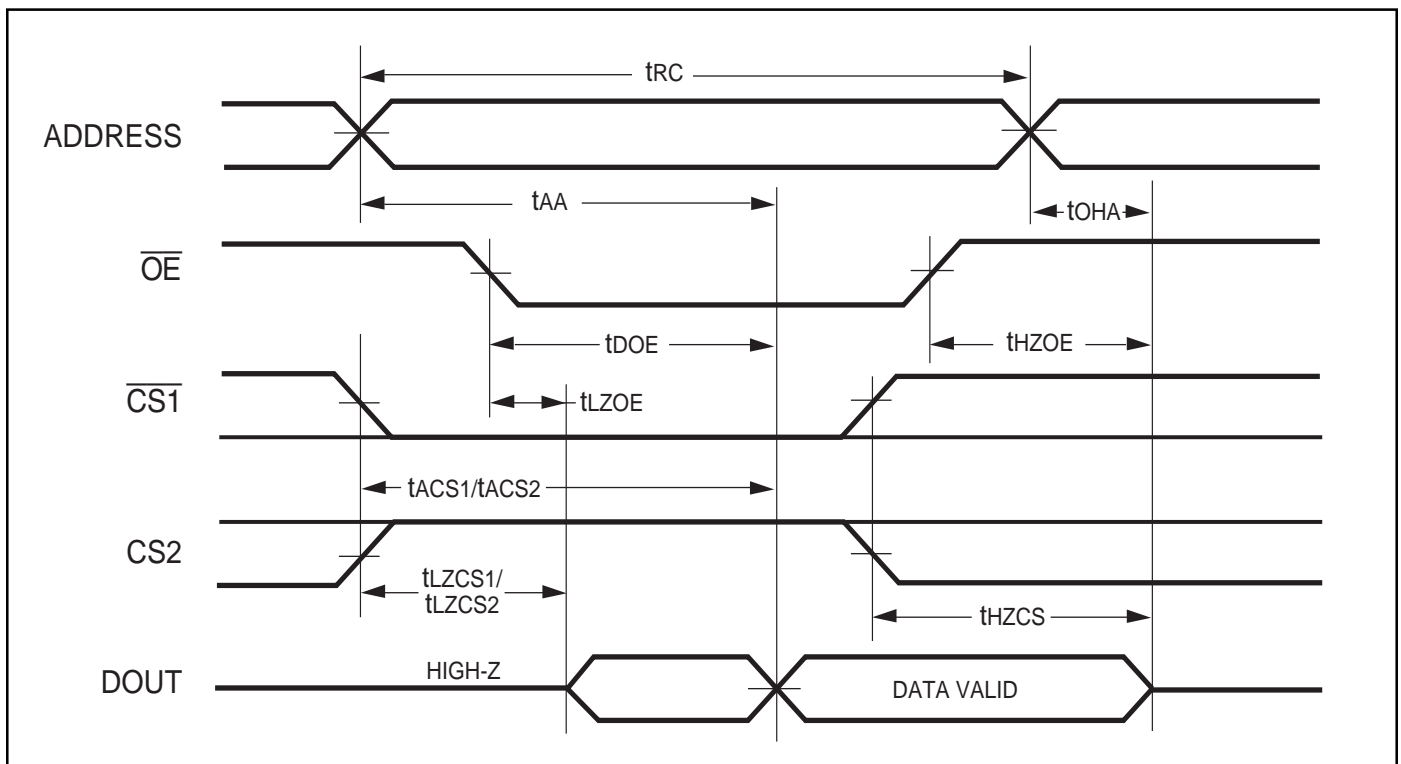 tRC
ADDRESS
tAA
tOHA
OE
tDOE
tHZOE
CS1
tLZOE
tACS1/tACS2
CS2
tLZCS1/
tLZCS2
tHZCS
DOUT
HIGH-Z
DATA VALID